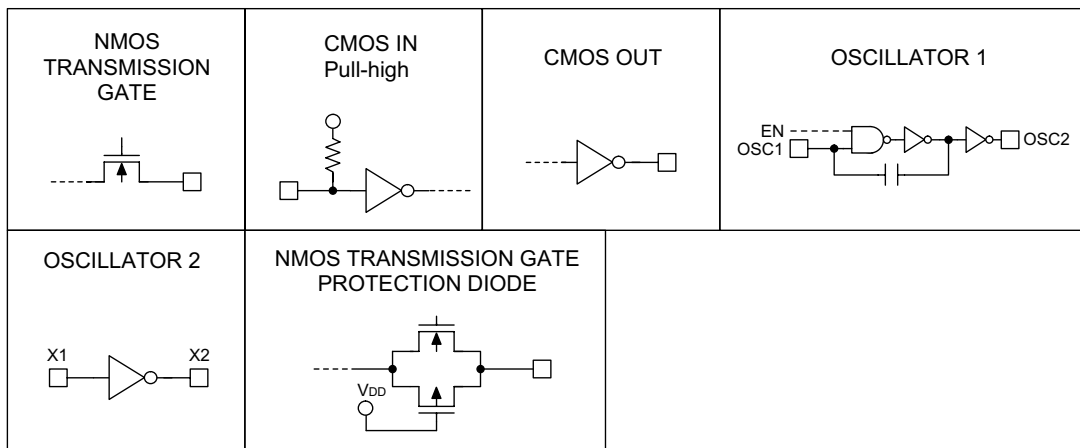 NMOS
TRANSMISSION
GATE
CMOS IN
Pull-high
CMOS OUT
OSCILLATOR 1
EN
OSC1
OSC2
OSCILLATOR 2
X1
X2
NMOS TRANSMISSION GATE
PROTECTION DIODE
VDD